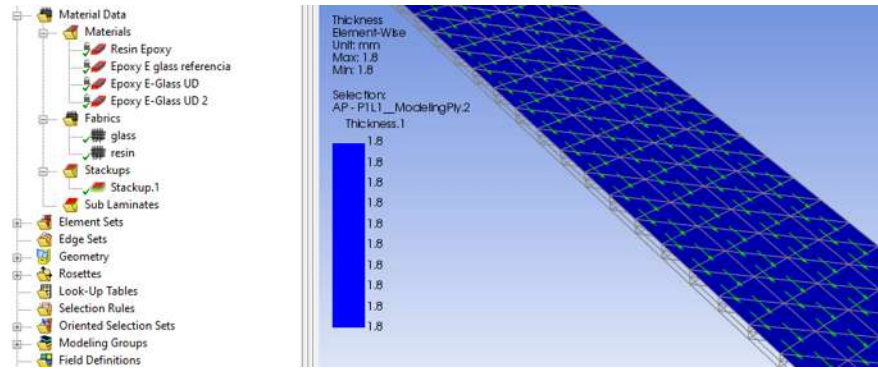 Material Data
Materials
Resin Epoxy
Epoxy E glass referencia
Epoxy E-Glass UD
Epoxy E-Glass UD 2
Fabrics
glass
resin
Stackups
Stackup.1
Sub Laminates
Element Sets
Edge Sets
Geometry
Rosettes
Look-Up Tables
Selection Rules
Oriented Selection Sets
Modeling Groups
Field Definitions
Thickness
Element-Wise
Unit: mm
Max: 1.8
Min: 1.8
Selection:
AP - P1L1__ModelingPly.2
Thickness.1
1.8
1.8
1.8
1.8
1.8
1.8
1.8
1.8
1.8
1.8